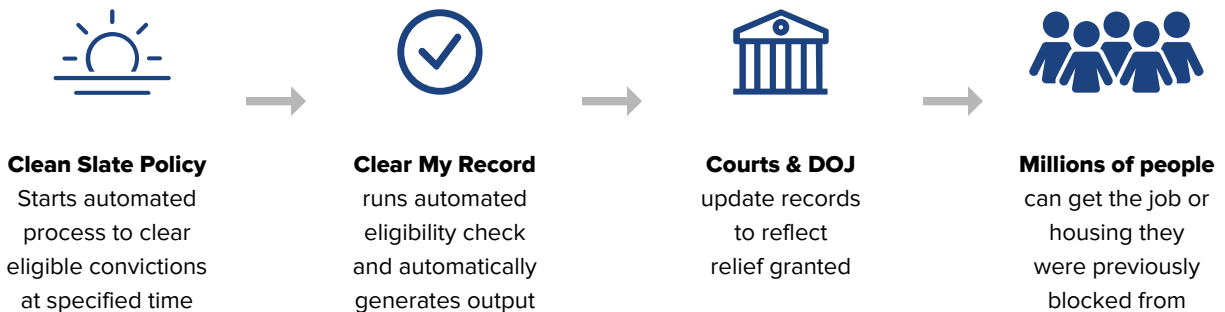 Clean Slate Policy
Starts automated
process to clear
eligible convictions
at specified time
Clear My Record
runs automated
eligibility check
and automatically
generates output
Courts & DOJ
update records
to reflect
relief granted
Millions of people
can get the job or
housing they
were previously
blocked from